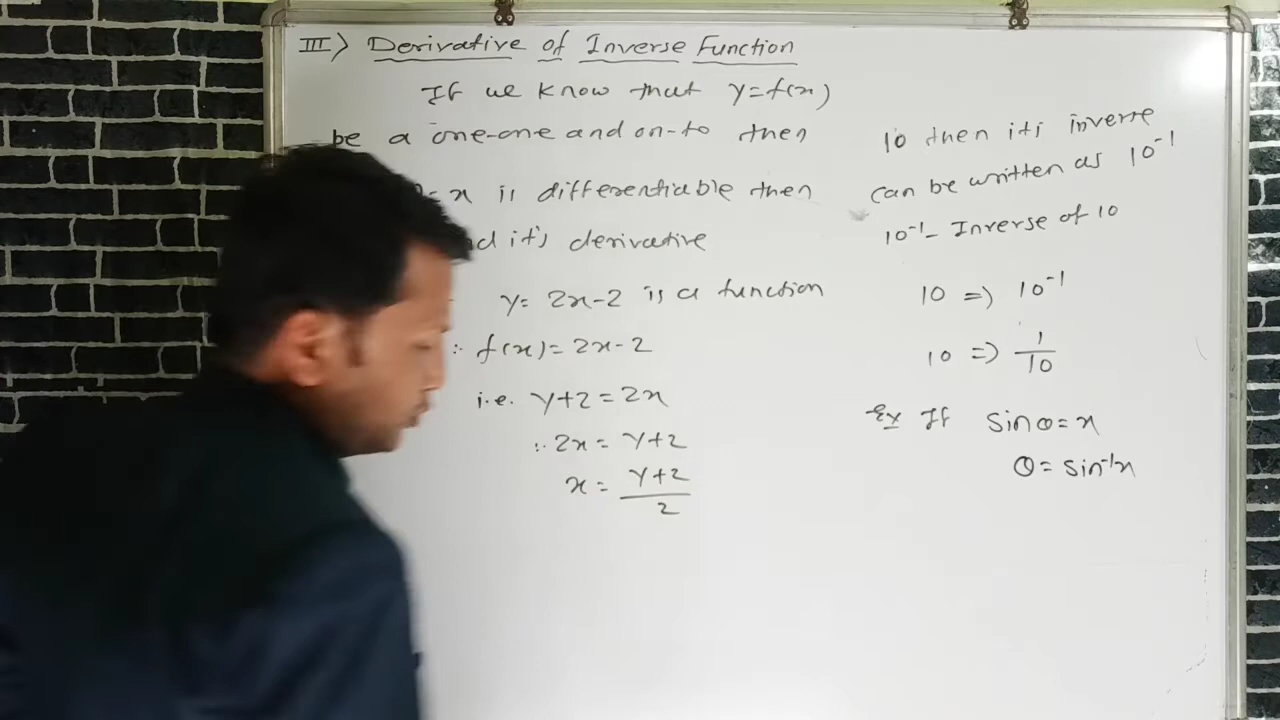 III) Derivative of Inverse Function
If we know that y=f(x)
be a one-one and on-to then
= x is differentiable then
it's derivative
y= 2x-2 is a function
∴ f(x)= 2x-2
i.e. y+2 = 2x
∴ 2x = y+2
x = \frac{y+2}{2}
10 then it's inverse
can be written as 10⁻¹
10⁻¹- Inverse of 10
10 => 10⁻¹
10 => \frac{1}{10}
Ex If sinθ = x
θ = sin⁻¹x